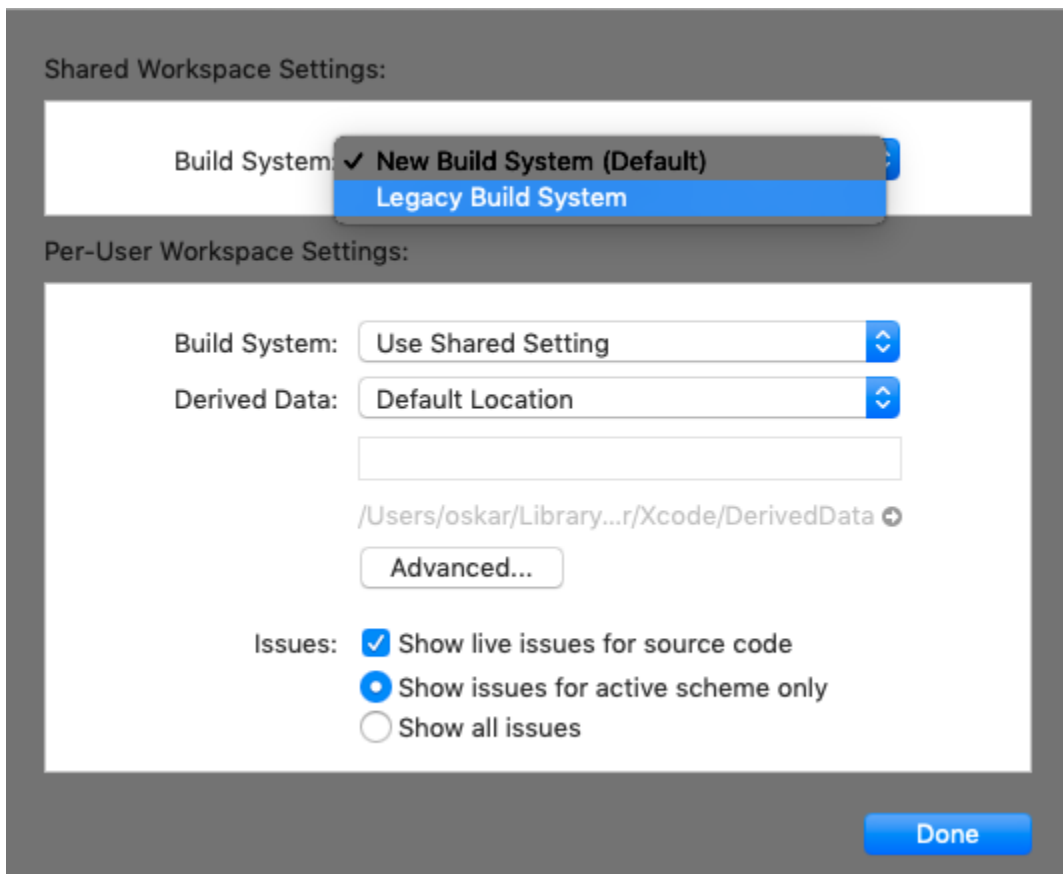 Shared Workspace Settings:
Build System: ✓ New Build System (Default)
Legacy Build System
Per-User Workspace Settings:
Build System: Use Shared Setting
Derived Data: Default Location
/Users/oskar/Library...r/Xcode/DerivedData
Advanced...
Issues: Show live issues for source code
Show issues for active scheme only
Show all issues
Done